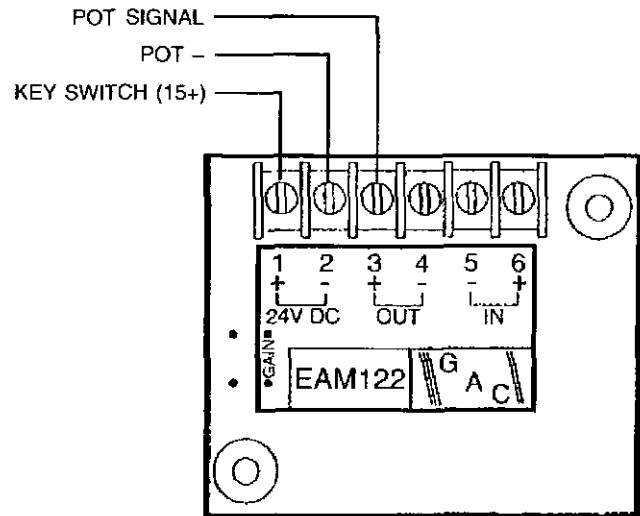 POT SIGNAL
POT –
KEY SWITCH (15+)
1 2 3 4 5 6
+ - + - - +
24V DC OUT IN
GAIN
EAM122
G A C